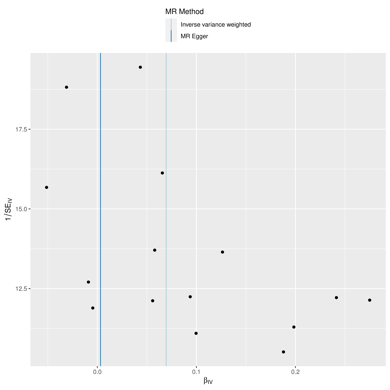 MR Method
Inverse variance weighted
MR Egger
17.5
15.0
12.5
1/SE_IV
0.0
0.1
0.2
β_IV